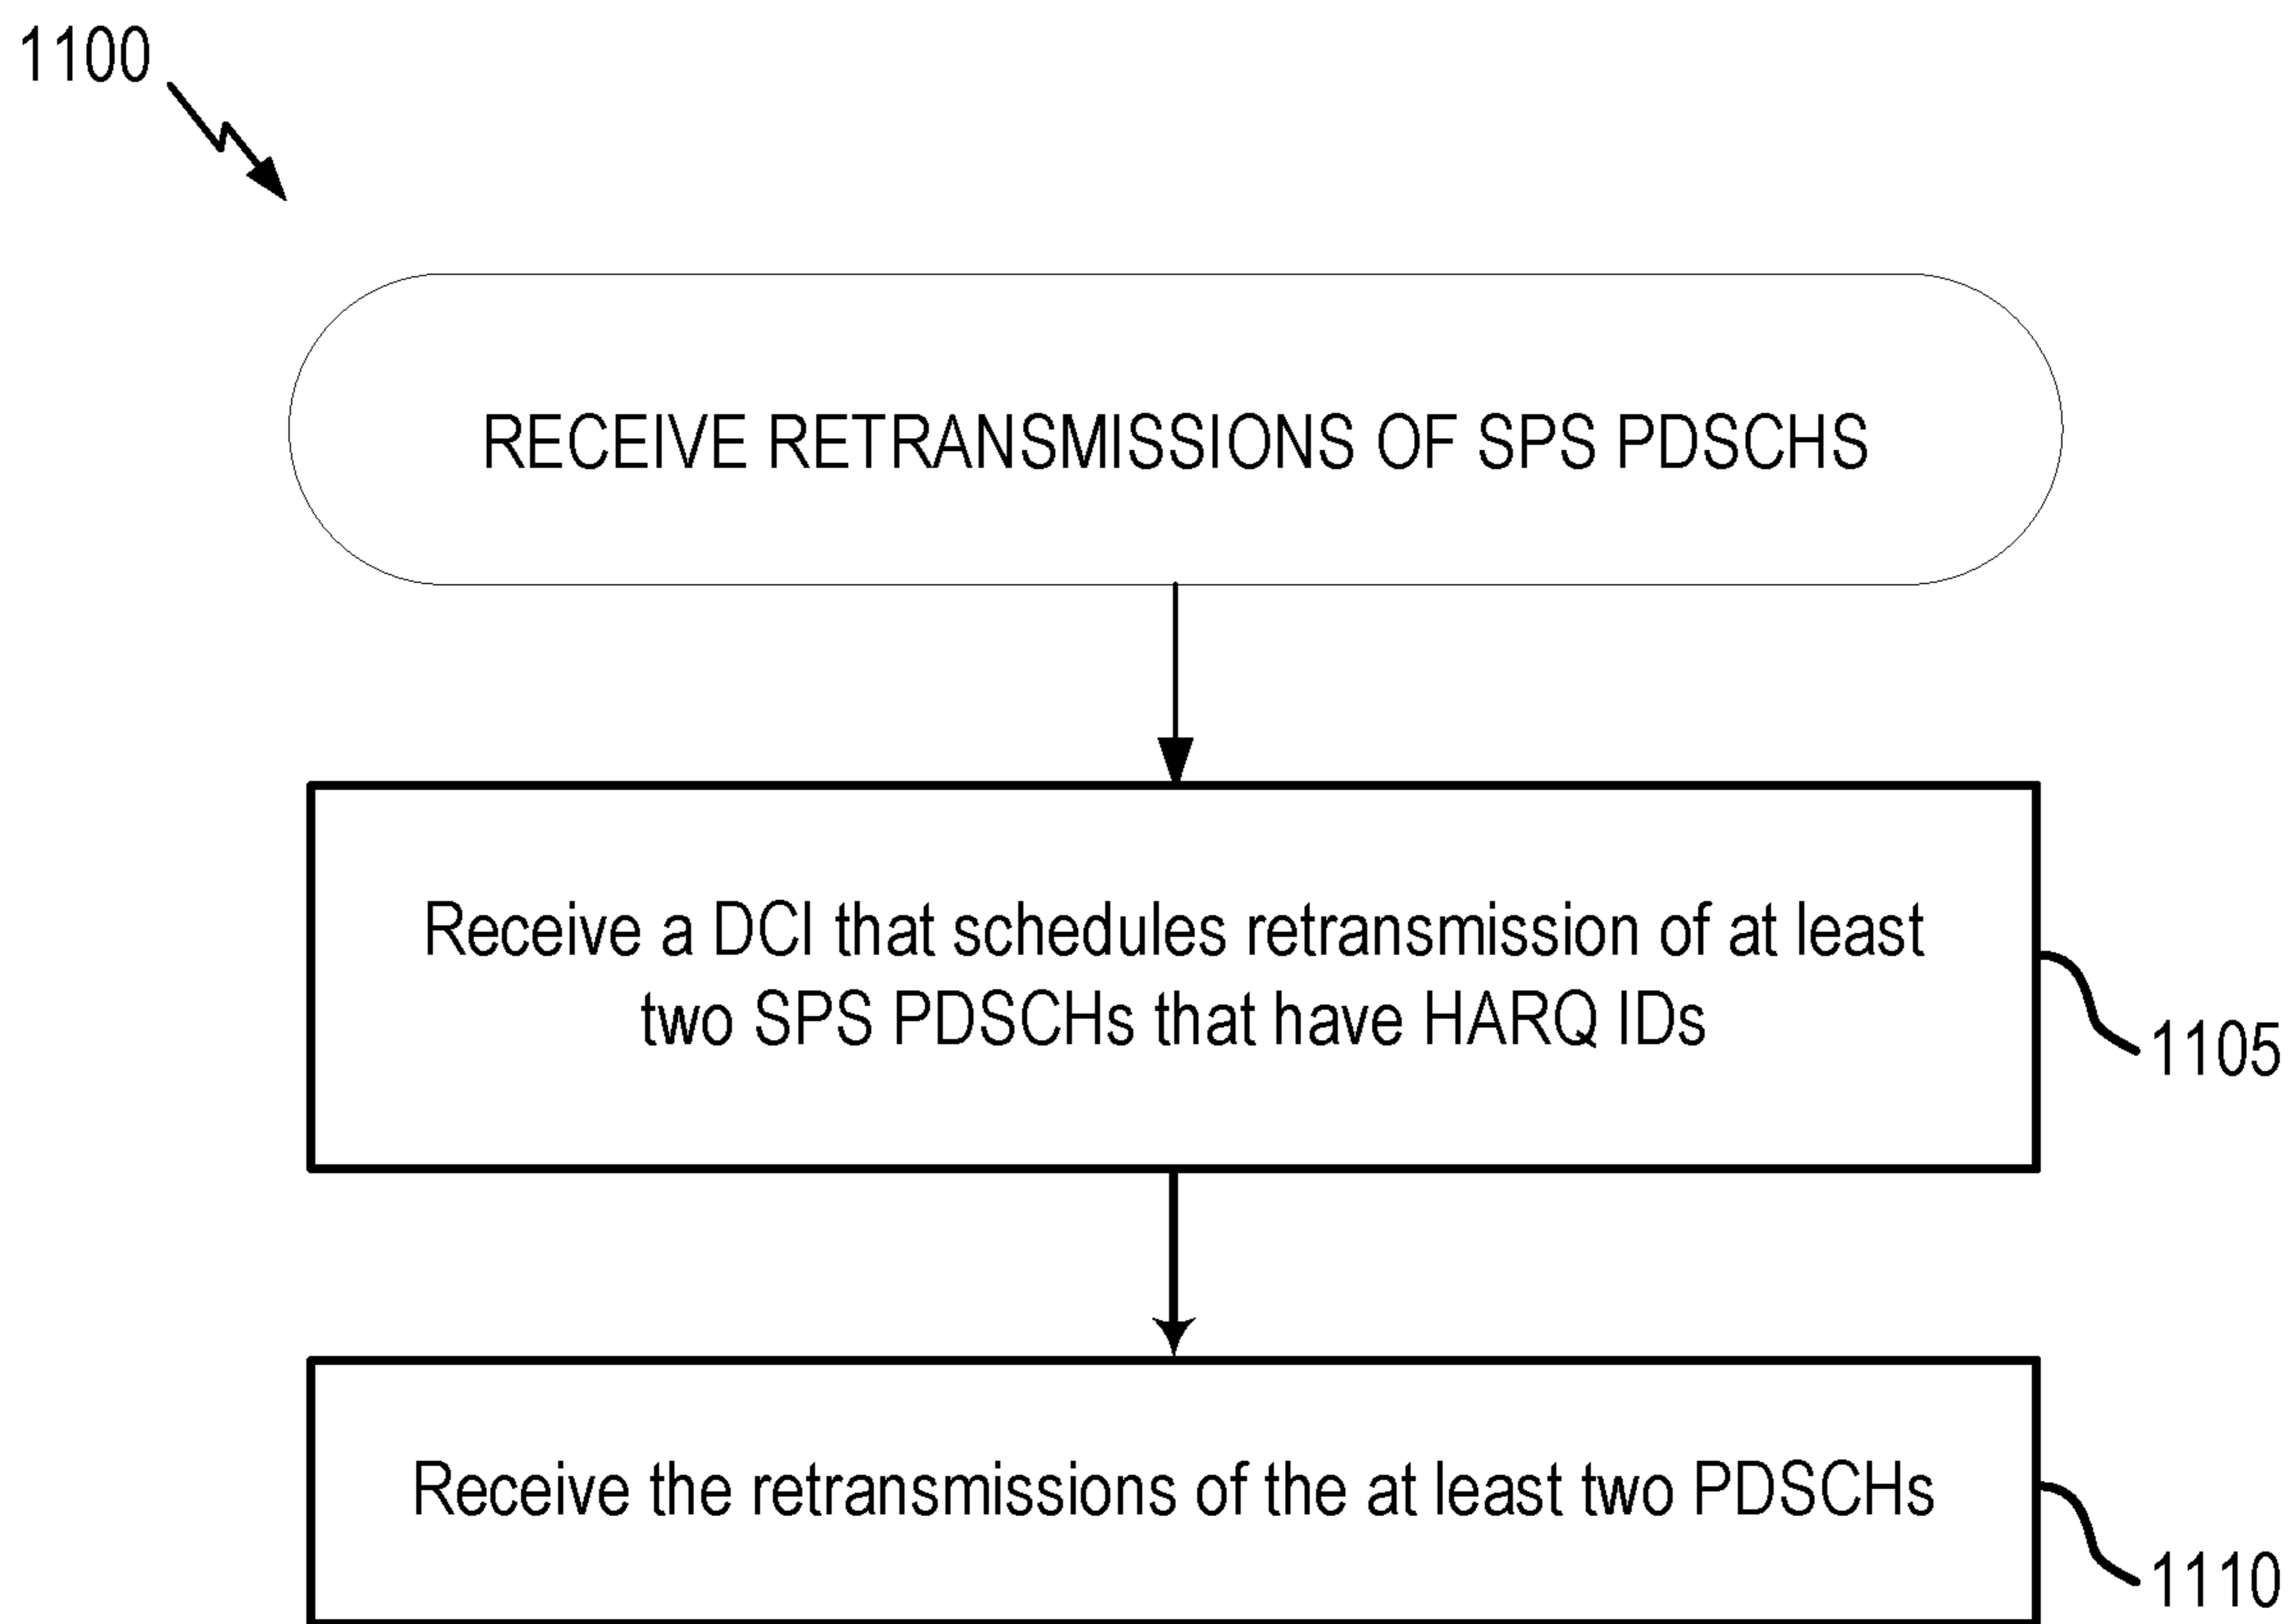 1100
RECEIVE RETRANSMISSIONS OF SPS PDSCHS
Receive a DCI that schedules retransmission of at least
two SPS PDSCHs that have HARQ IDs
1105
Receive the retransmissions of the at least two PDSCHs
1110